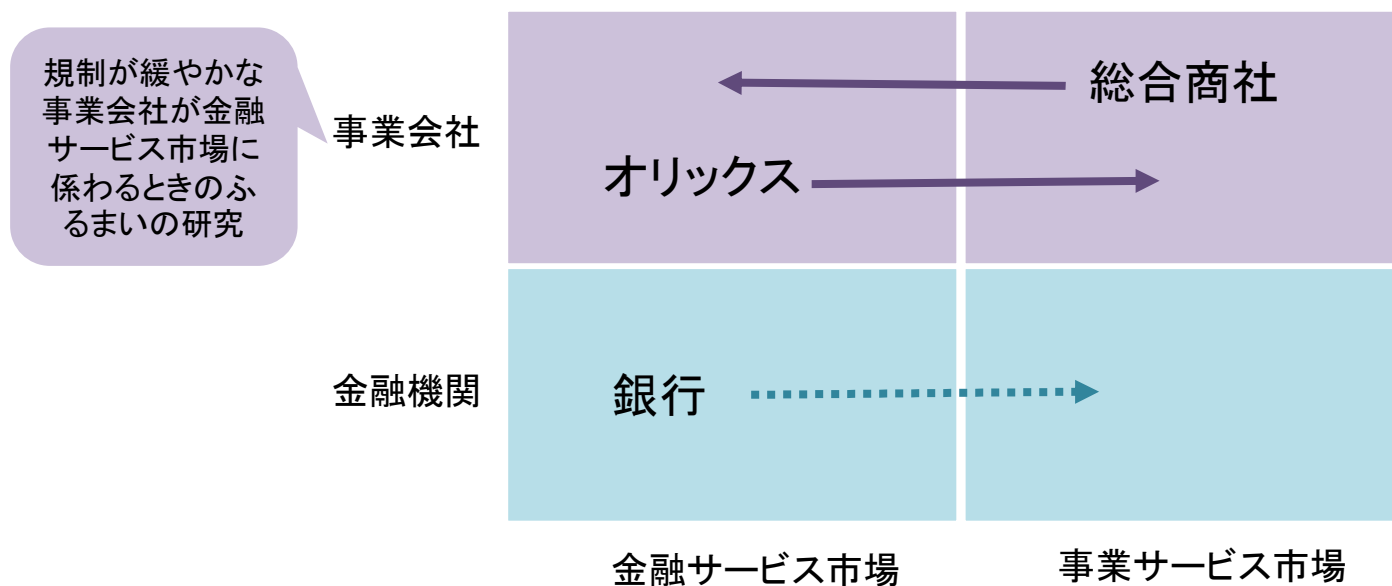 規制が緩やかな
事業会社が金融
サービス市場に
係わるときのふ
るまいの研究
事業会社
総合商社
オリックス
金融機関
銀行
金融サービス市場
事業サービス市場